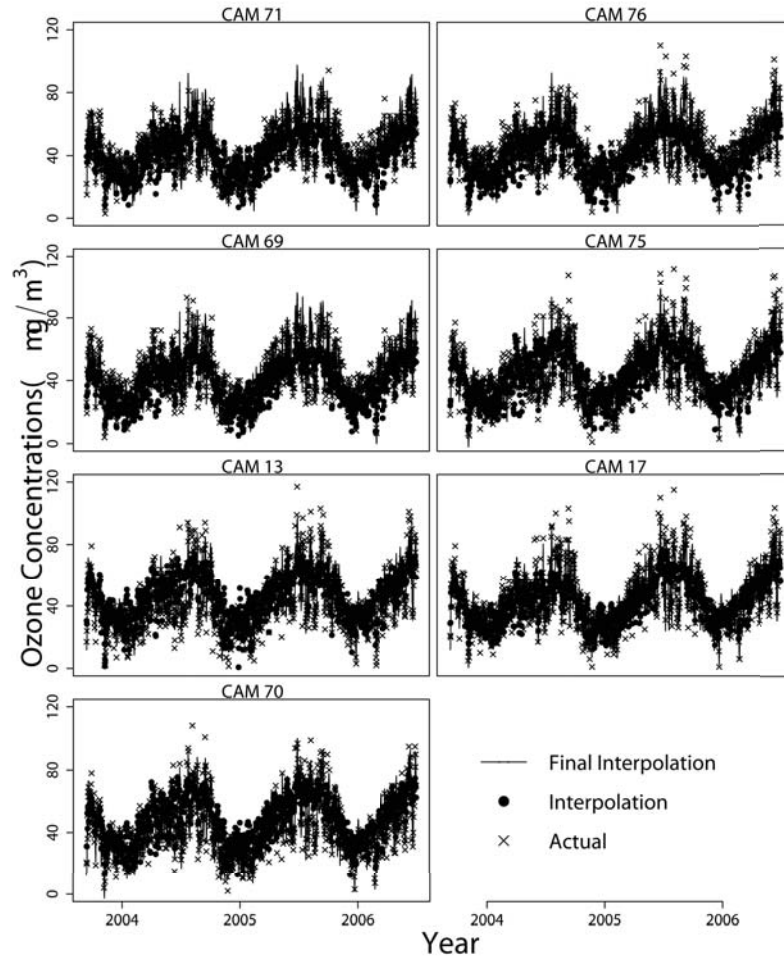 CAM 71
CAM 76
120
80
40
0
CAM 69
CAM 75
120
80
40
0
CAM 13
CAM 17
120
80
40
0
CAM 70
120
80
40
0
Ozone Concentrations( mg/m³)
Final Interpolation
Interpolation
Actual
2004
2005
2006
2004
2005
2006
Year